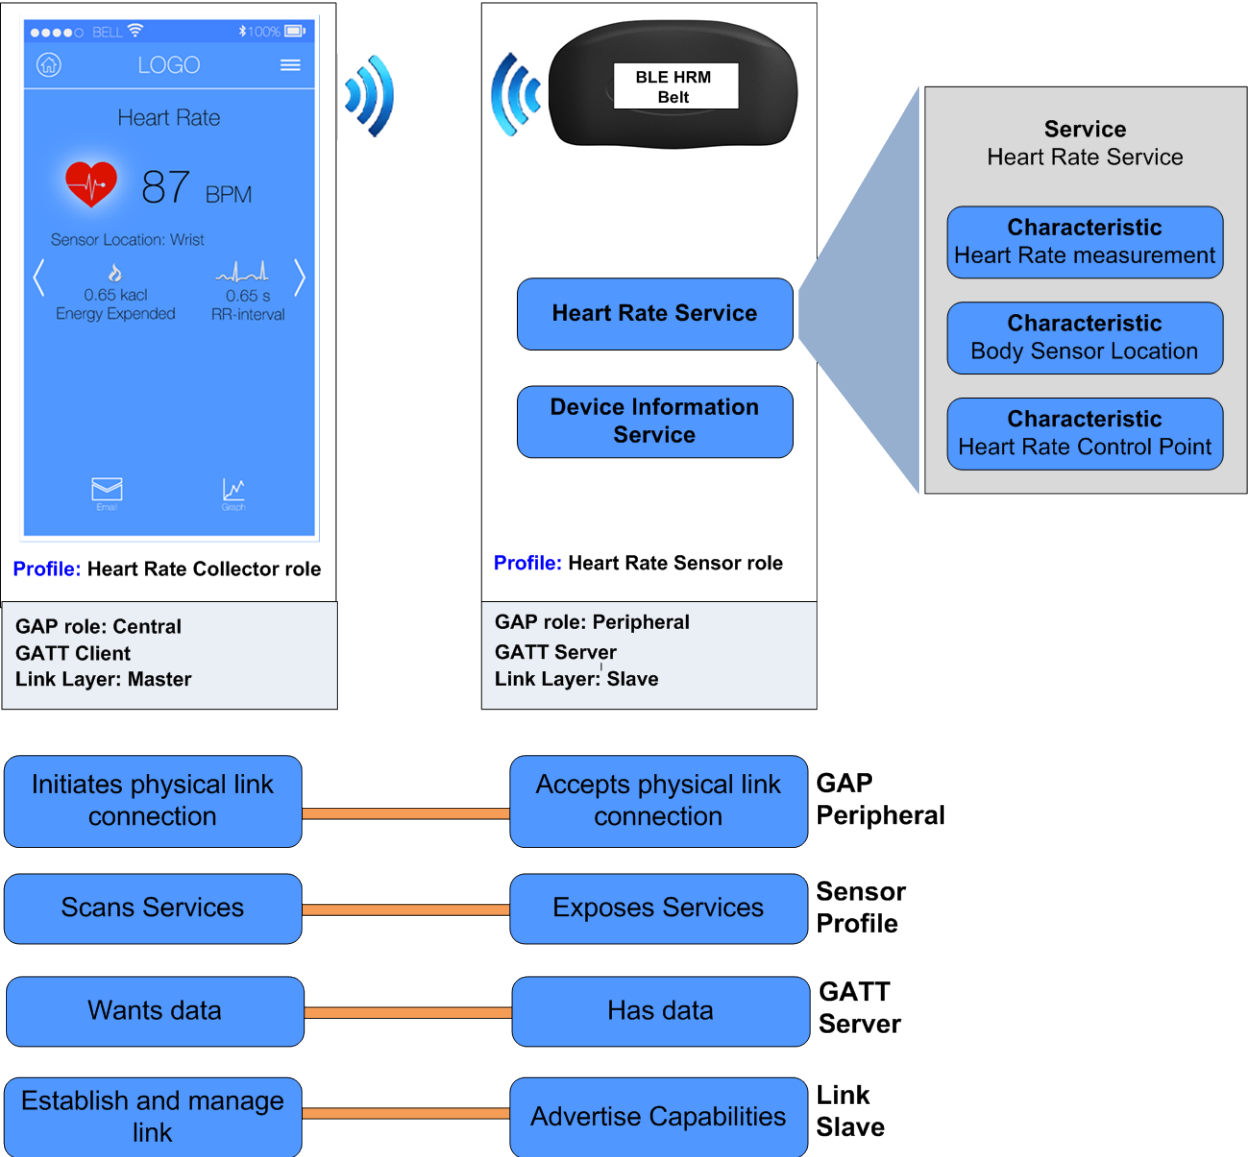 BELL
100%
LOGO
Heart Rate
87 BPM
Sensor Location: Wrist
0.65 kacl
Energy Expended
0.65 s
RR-interval
Email
Graph
Profile: Heart Rate Collector role
GAP role: Central
GATT Client
Link Layer: Master
BLE HRM
Belt
Heart Rate Service
Device Information
Service
Profile: Heart Rate Sensor role
GAP role: Peripheral
GATT Server
Link Layer: Slave
Service
Heart Rate Service
Characteristic
Heart Rate measurement
Characteristic
Body Sensor Location
Characteristic
Heart Rate Control Point
Initiates physical link
connection
Accepts physical link
connection
GAP
Peripheral
Scans Services
Exposes Services
Sensor
Profile
Wants data
Has data
GATT
Server
Establish and manage
link
Advertise Capabilities
Link
Slave